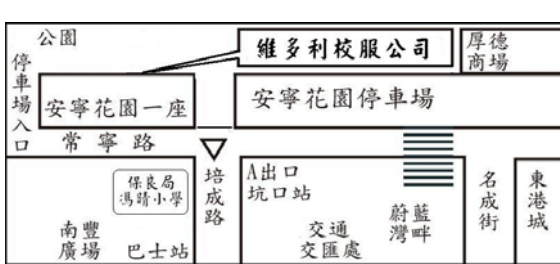 公園
維多利校服公司
厚德
商場
停車場入口
安寧花園一座
安寧花園停車場
常寧路
保良局
馮晴小學
南豐
廣場
巴士站
培成路
A出口
坑口站
交通
交匯處
蔚藍
灣畔
名成街
東港城